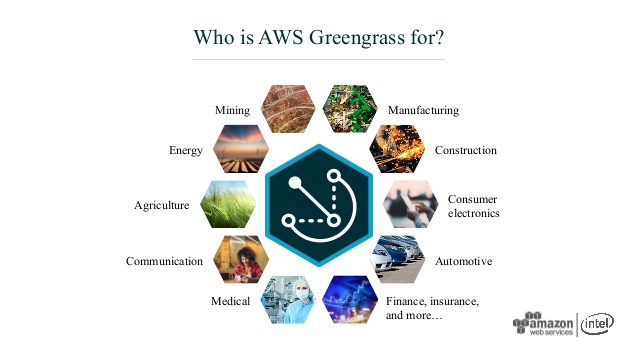 Who is AWS Greengrass for?
Mining
Manufacturing
Energy
Construction
Agriculture
Consumer
electronics
Communication
Automotive
Medical
Finance, insurance,
and more…
amazon
web services
intel